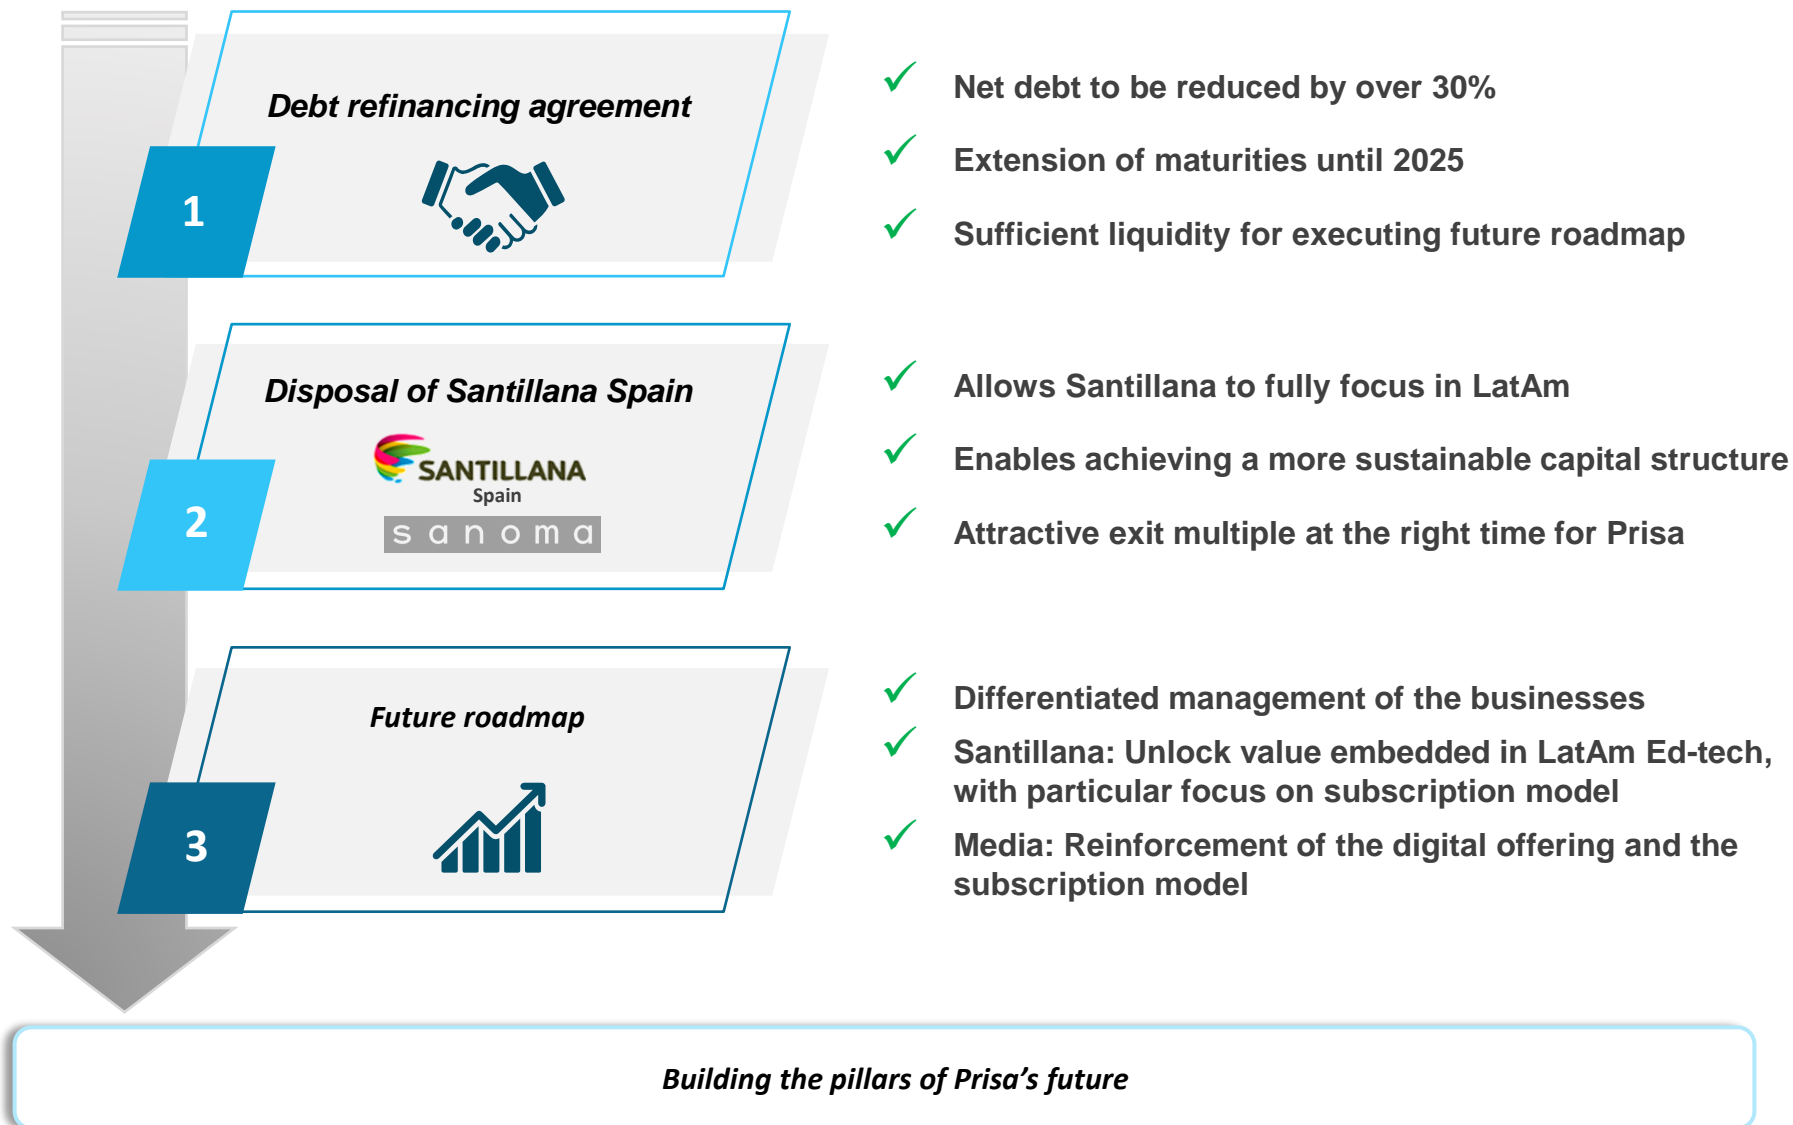 Debt refinancing agreement
1
Net debt to be reduced by over 30%
Extension of maturities until 2025
Sufficient liquidity for executing future roadmap
Disposal of Santillana Spain
SANTILLANA
Spain
sanoma
2
Allows Santillana to fully focus in LatAm
Enables achieving a more sustainable capital structure
Attractive exit multiple at the right time for Prisa
Future roadmap
3
Differentiated management of the businesses
Santillana: Unlock value embedded in LatAm Ed-tech,
with particular focus on subscription model
Media: Reinforcement of the digital offering and the
subscription model
Building the pillars of Prisa’s future